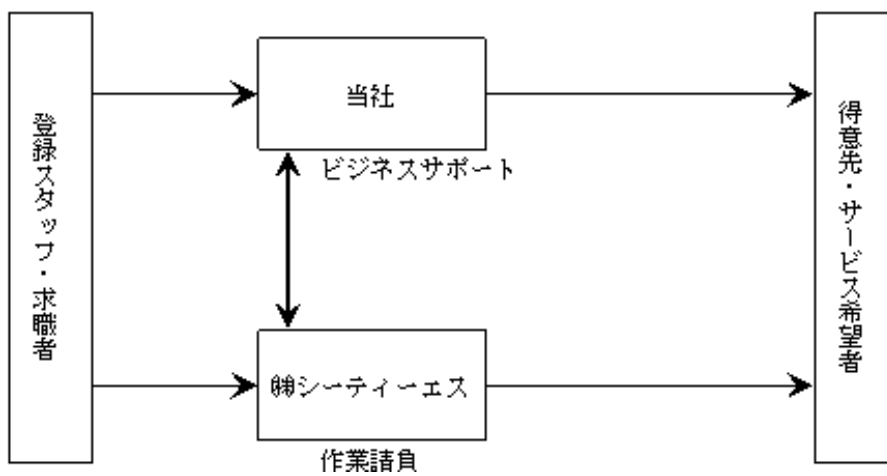 登録スタッフ・求職者
当社
ビジネスサポート
㈱シーティーエス
作業請負
得意先・サービス希望者